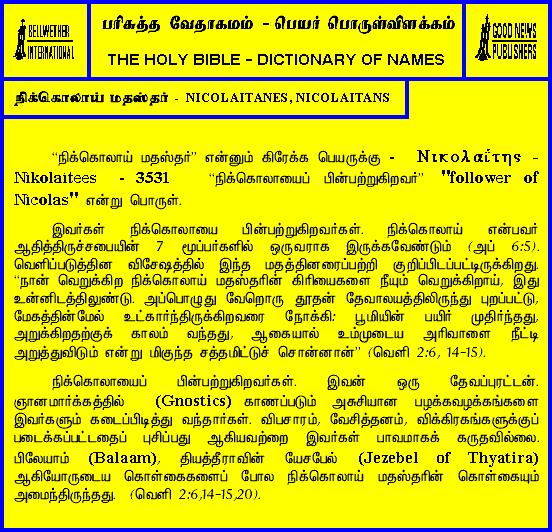 BELLWETHER
INTERNATIONAL
பரிசுத்த வேதாகமம் - பெயர் பொருள்விளக்கம்
THE HOLY BIBLE - DICTIONARY OF NAMES
GOOD NEWS
PUBLISHERS
நிக்கொலாய் மதஸ்தர் - NICOLAITANES, NICOLAITANS
“நிக்கொலாய் மதஸ்தர்” என்னும் கிரேக்க பெயருக்கு - Νικολαΐτης -
Nikolaitees - 3531 “நிக்கொலாயைப் பின்பற்றுகிறவர்” "follower of
Nicolas" என்று பொருள்.
இவர்கள் நிக்கொலாயை பின்பற்றுகிறவர்கள். நிக்கொலாய் என்பவர்
ஆதித்திருச்சபையின் 7 மூப்பர்களில் ஒருவராக இருக்கவேண்டும் (அப் 6:5).
வெளிப்படுத்தின விசேஷத்தில் இந்த மதத்தினரைப்பற்றி குறிப்பிடப்பட்டிருக்கிறது.
“நான் வெறுக்கிற நிக்கொலாய் மதஸ்தரின் கிரியைகளை நீயும் வெறுக்கிறாய், இது
உன்னிடத்திலுண்டு. அப்பொழுது வேறொரு தூதன் தேவாலயத்திலிருந்து புறப்பட்டு,
மேகத்தின்மேல் உட்கார்ந்திருக்கிறவரை நோக்கி: பூமியின் பயிர் முதிர்ந்தது,
அறுக்கிறதற்குக் காலம் வந்தது, ஆகையால் உம்முடைய அரிவாளை நீட்டி
அறுத்துவிடும் என்று மிகுந்த சத்தமிட்டுச் சொன்னான்” (வெளி 2:6, 14-15).
நிக்கொலாயைப் பின்பற்றுகிறவர்கள். இவன் ஒரு தேவப்புரட்டன்.
ஞானமார்க்கத்தில் (Gnostics) காணப்படும் அசுசியான பழக்கவழக்கங்களை
இவர்களும் கடைப்பிடித்து வந்தார்கள். விபசாரம், வேசித்தனம், விக்கிரகங்களுக்குப்
படைக்கப்பட்டதைப் புசிப்பது ஆகியவற்றை இவர்கள் பாவமாகக் கருதவில்லை.
பிலேயாம் (Balaam), தியத்தீராவின் யேசபேல் (Jezebel of Thyatira)
ஆகியோருடைய கொள்கைகளைப் போல நிக்கொலாய் மதஸ்தரின் கொள்கையும்
அமைந்திருந்தது. (வெளி 2:6,14-15,20).